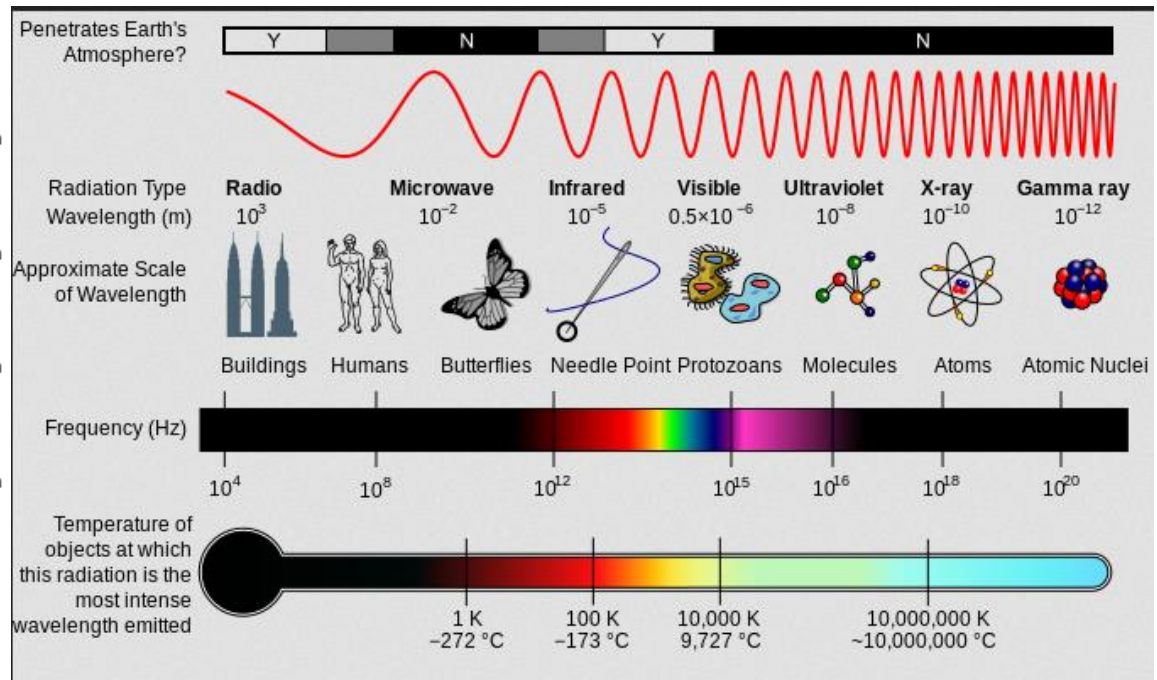 Penetrates Earth's
Atmosphere?
Y N Y N
Radiation Type
Radio Microwave Infrared Visible Ultraviolet X-ray Gamma ray
Wavelength (m)
10³ 10⁻² 10⁻⁵ 0.5×10⁻⁶ 10⁻⁸ 10⁻¹⁰ 10⁻¹²
Approximate Scale
of Wavelength
Buildings Humans Butterflies Needle Point Protozoans Molecules Atoms Atomic Nuclei
Frequency (Hz)
10⁴ 10⁸ 10¹² 10¹⁵ 10¹⁶ 10¹⁸ 10²⁰
Temperature of
objects at which
this radiation is the
most intense
wavelength emitted
1 K 100 K 10,000 K 10,000,000 K
−272 °C −173 °C 9,727 °C ~10,000,000 °C